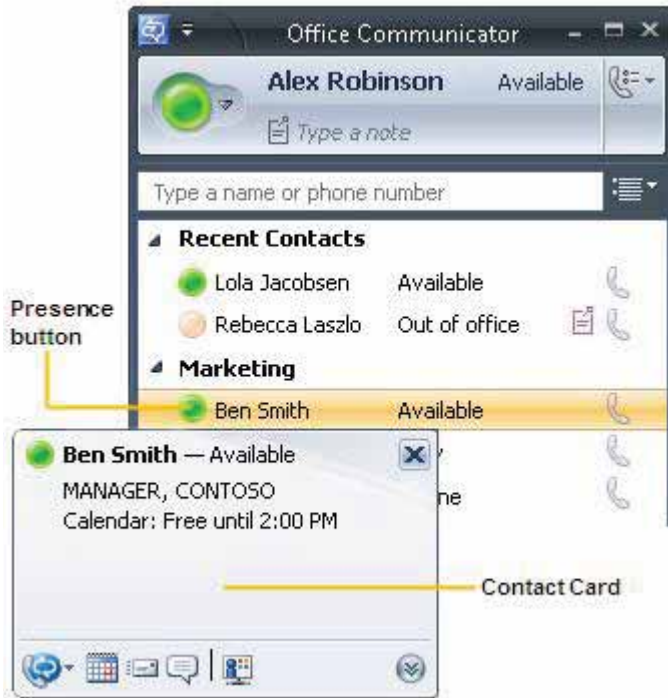 Office Communicator
Alex Robinson Available
Type a note
Type a name or phone number
Recent Contacts
Lola Jacobsen Available
Rebecca Laszlo Out of office
Presence button
Marketing
Ben Smith Available
Ben Smith — Available
MANAGER, CONTOSO
Calendar: Free until 2:00 PM
Contact Card